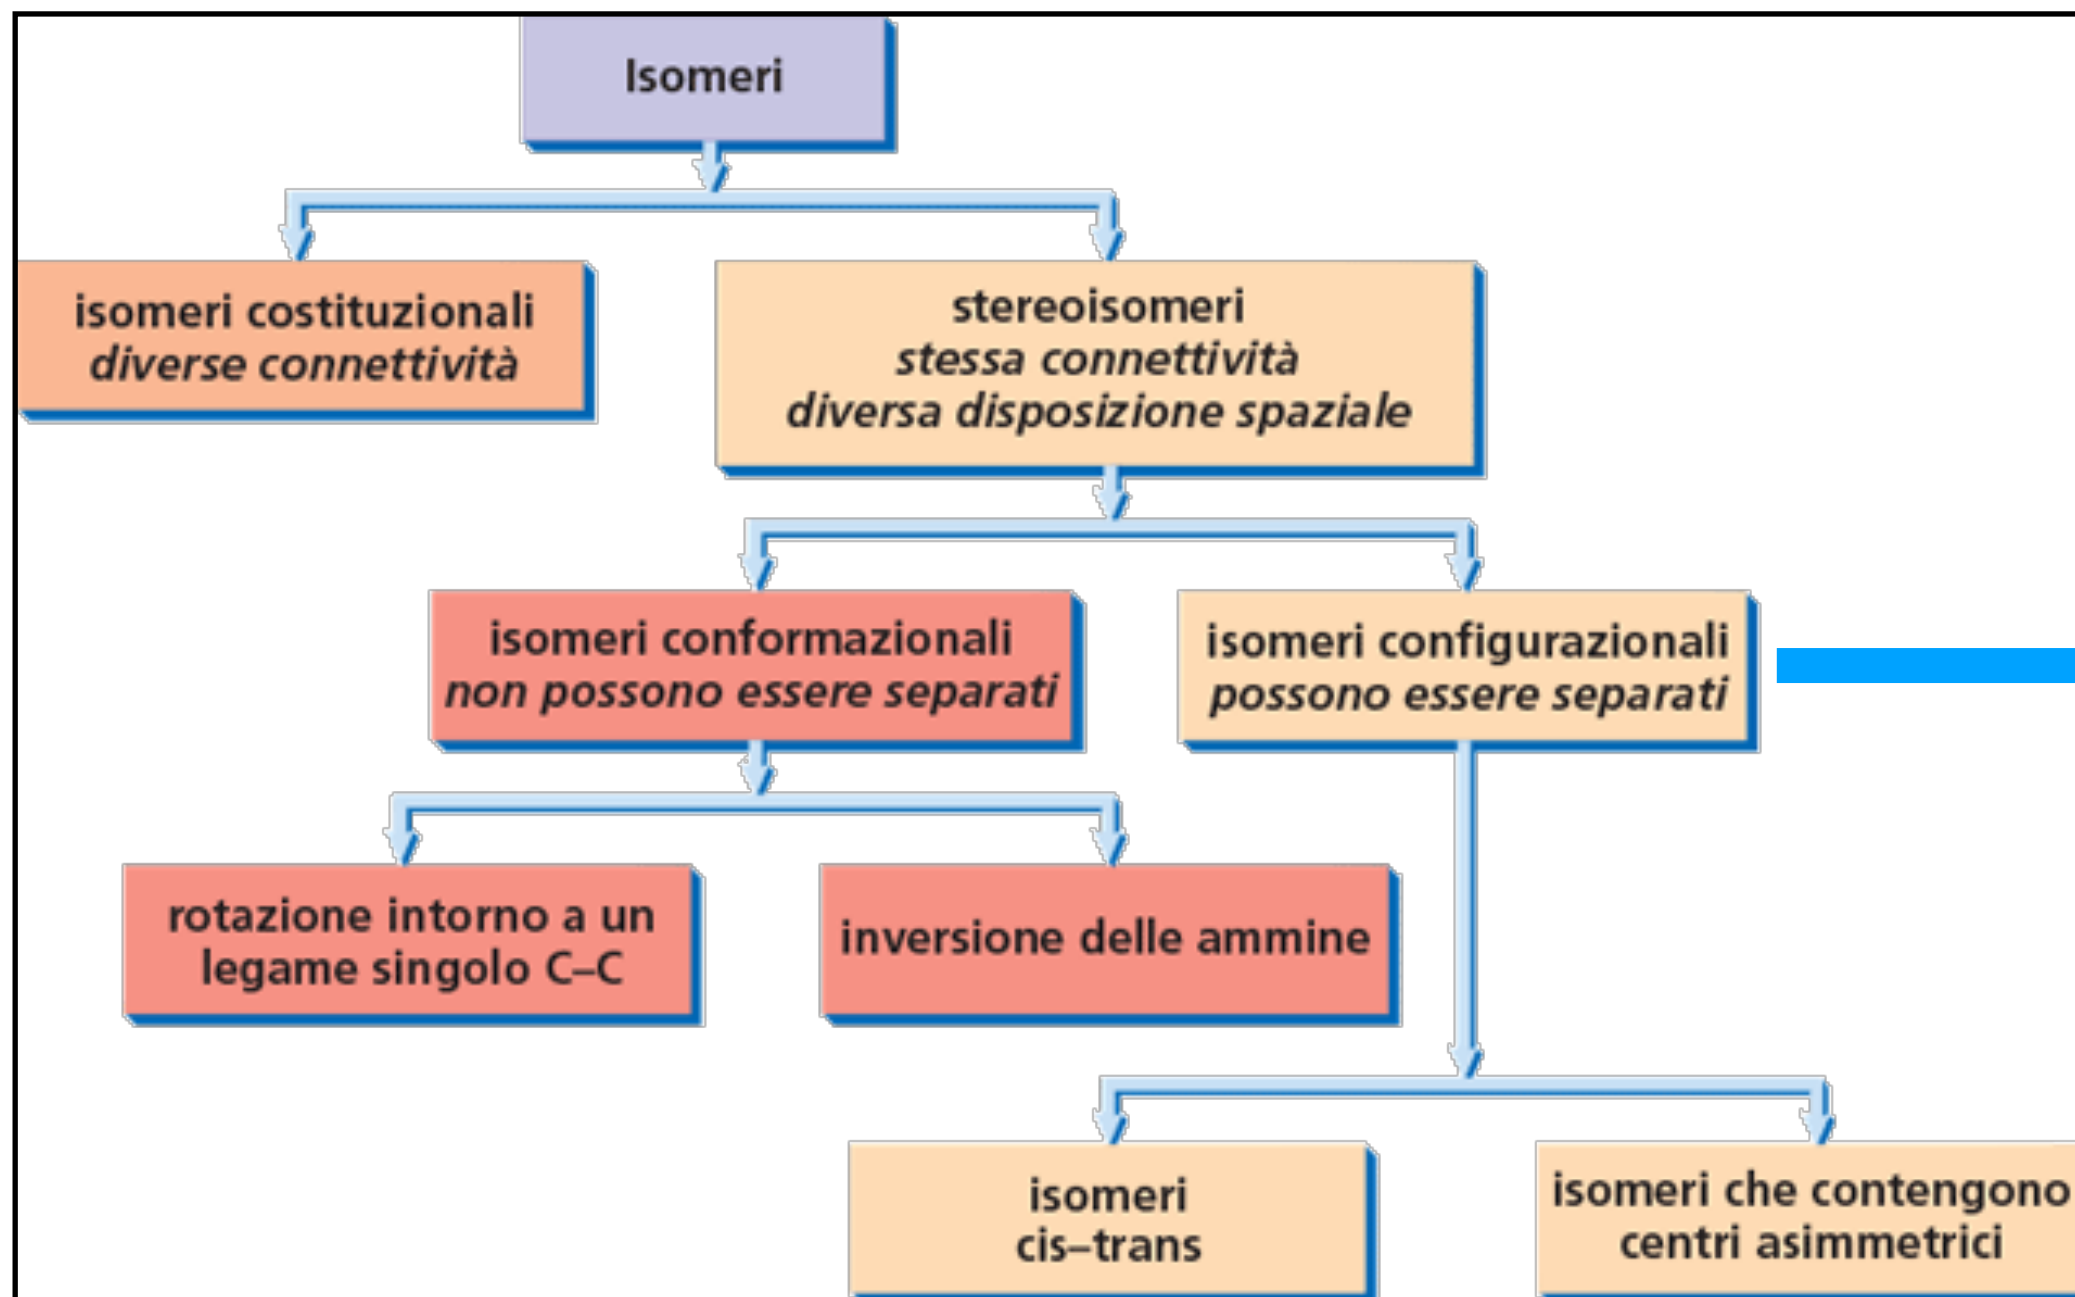 Isomeri
isomeri costituzionali
diverse connettività
stereoisomeri
stessa connettività
diversa disposizione spaziale
isomeri conformazionali
non possono essere separati
isomeri configurazionali
possono essere separati
rotazione intorno a un
legame singolo C–C
inversione delle ammine
isomeri
cis–trans
isomeri che contengono
centri asimmetrici